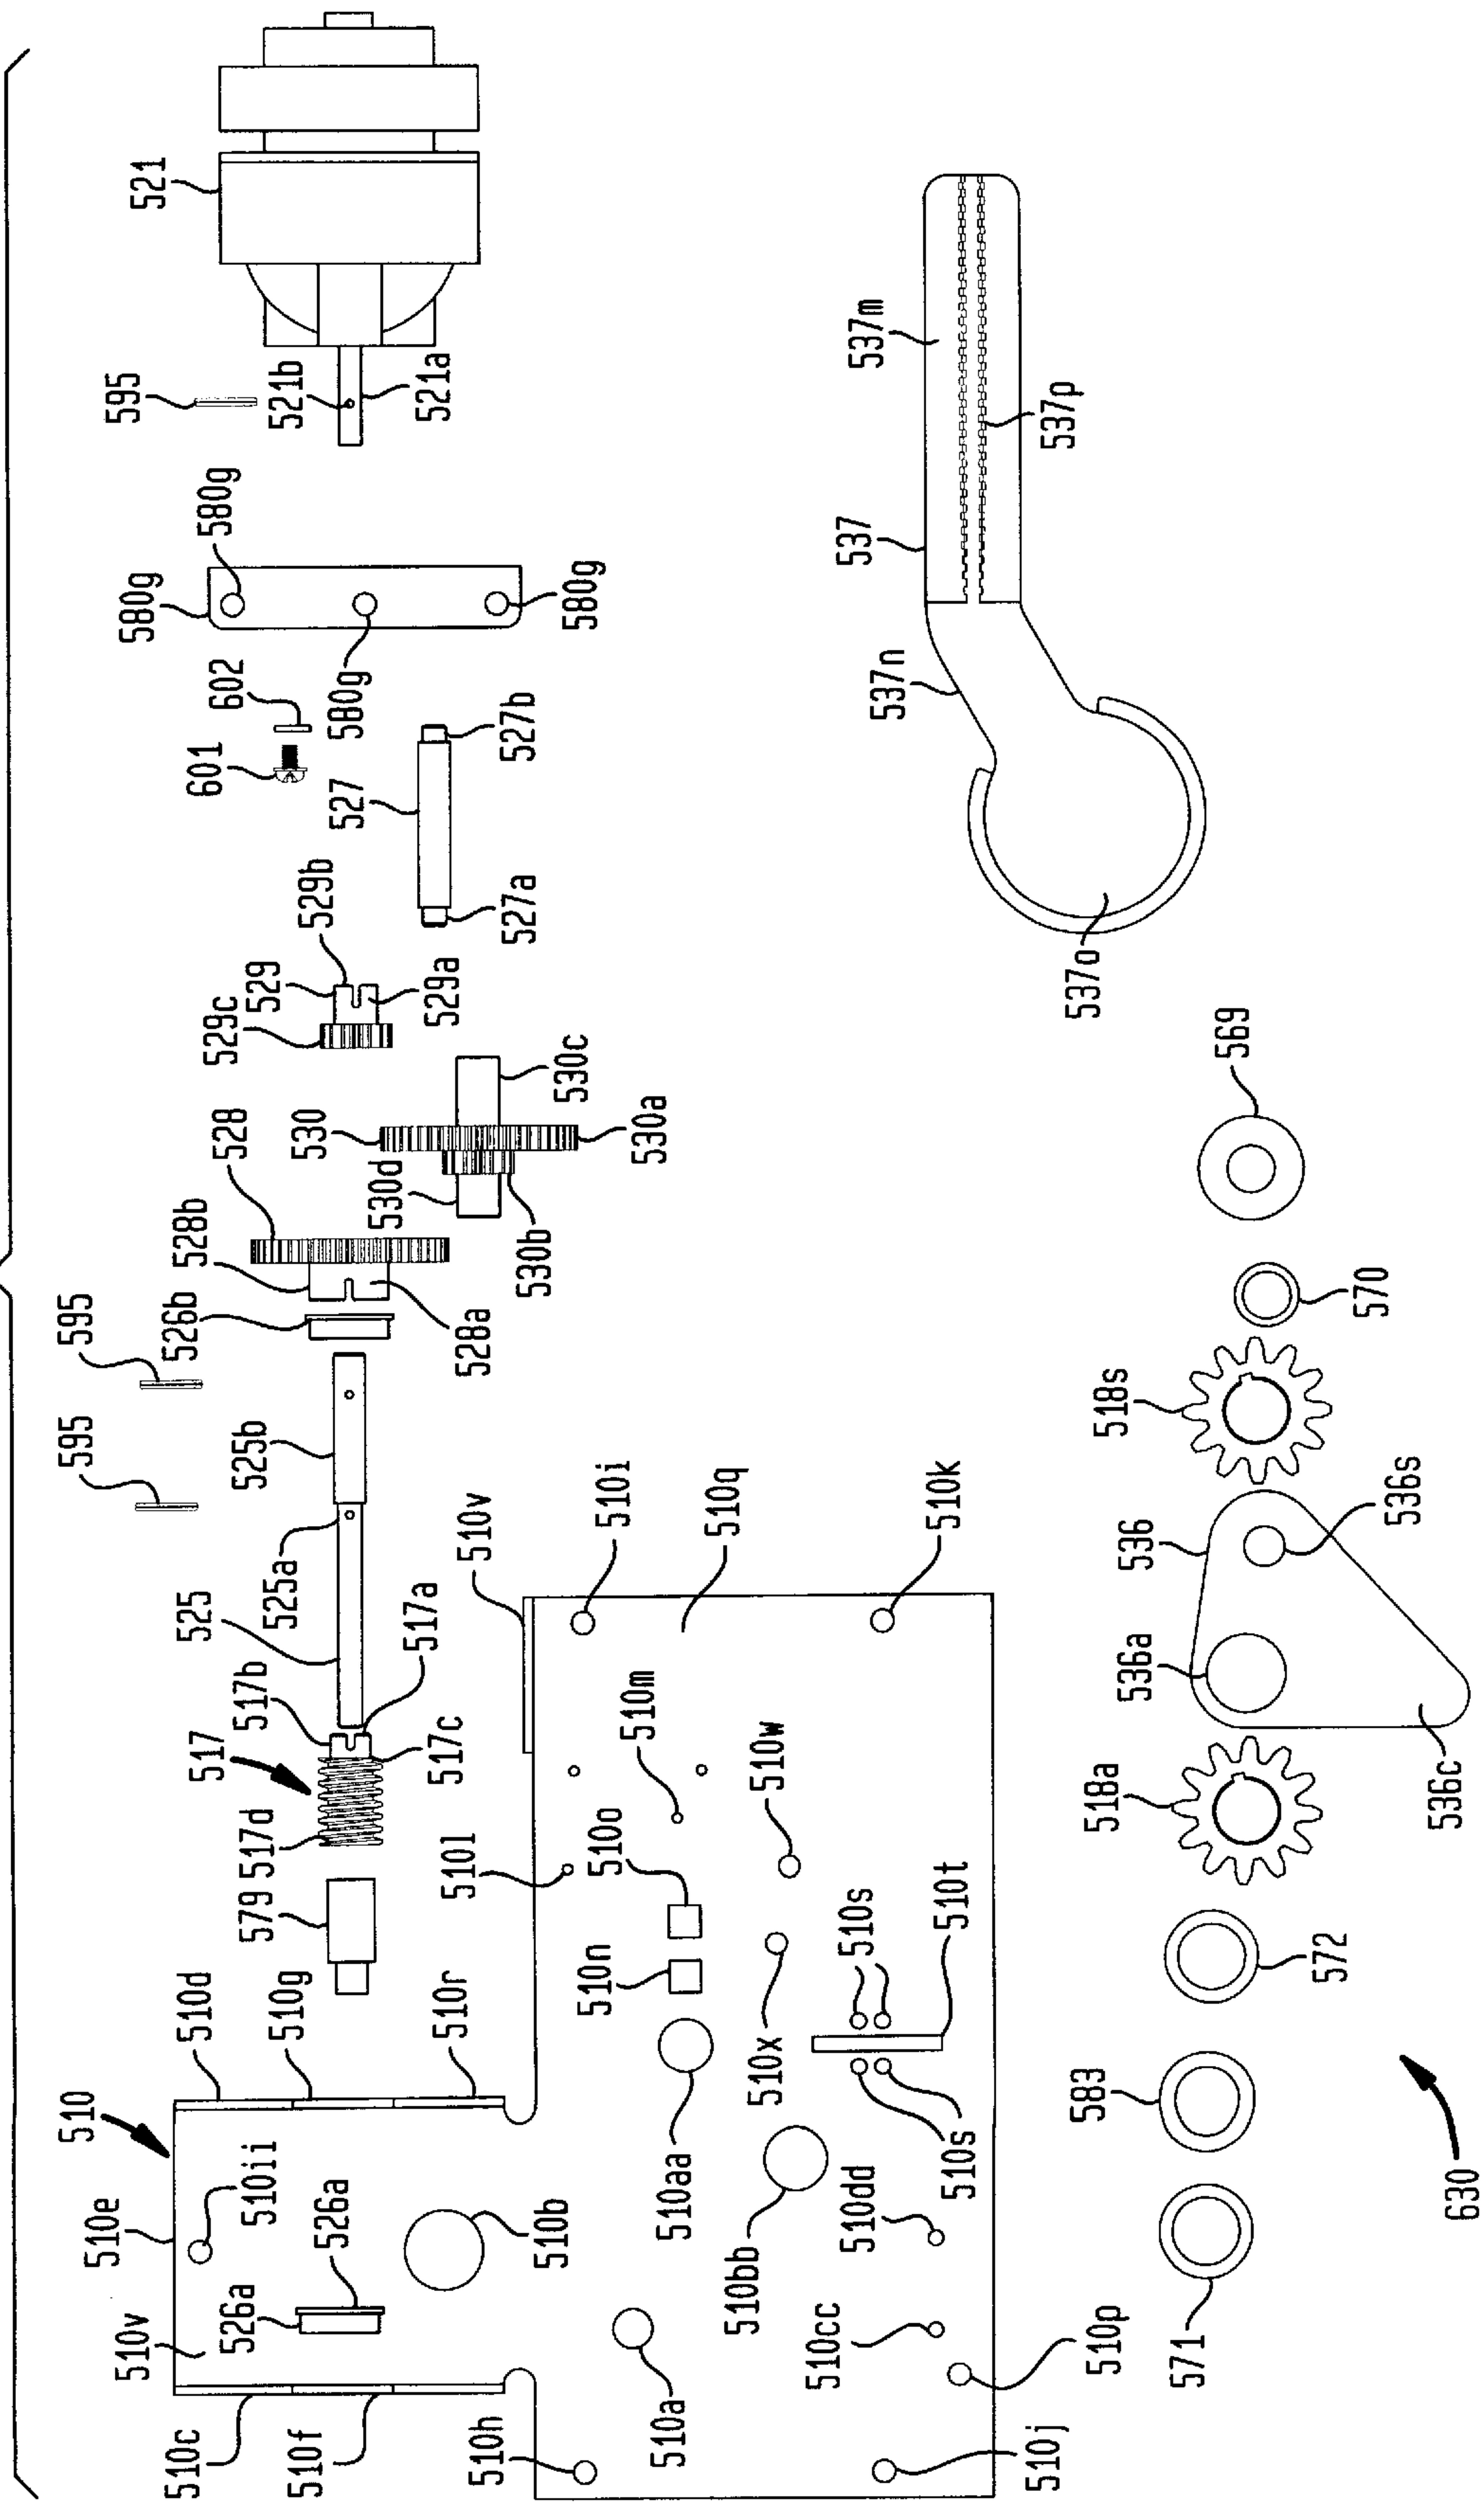 521
595
521b
521a
580g
580g
580g
580g
602
601
527b
527
527a
529b
529
529c
529a
530c
530
530a
530d
530b
528
528b
526b
528a
595
595
525b
525a
525
517a
517b
517
517c
517d
579
510v
510i
510q
510k
510m
510w
510l
510o
510n
510s
510t
510x
510s
510d
510g
510r
510
510e
510ii
526a
526a
510v
510b
510aa
510bb
510dd
510cc
510p
510a
510c
510f
510h
510j
537m
537p
537
537n
537o
569
570
518s
536
536s
536a
536c
518a
572
583
571
630